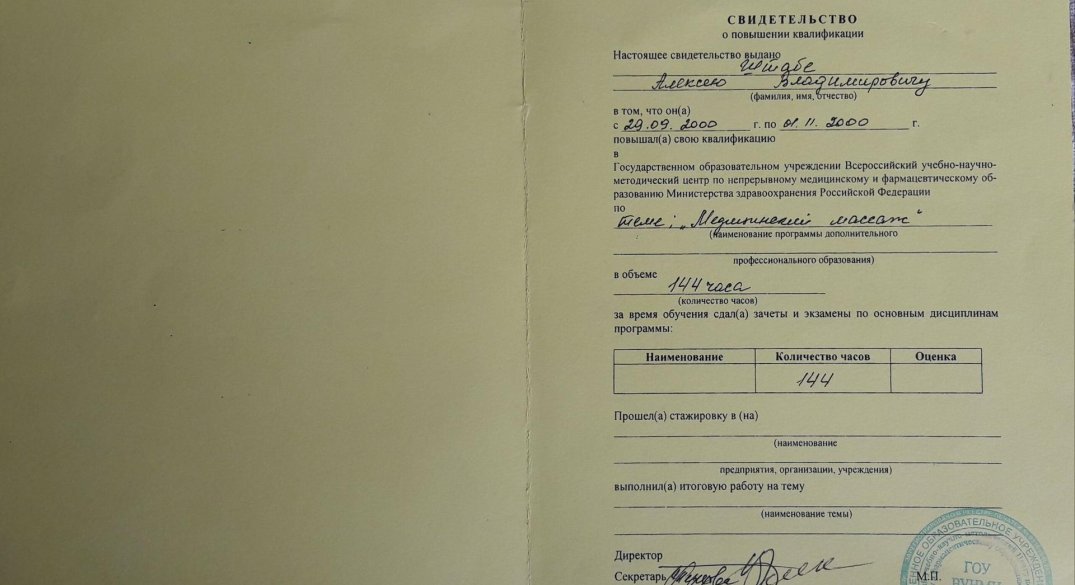 СВИДЕТЕЛЬСТВО
о повышении квалификации
Настоящее свидетельство выдано
Штабе
Алексею Владимировичу
(фамилия, имя, отчество)
в том, что он(а)
с 29.09. 2000 г. по 01. 11. 2000 г.
повышал(а) свою квалификацию
в
Государственном образовательном учреждении Всероссийский учебно-научно-
методический центр по непрерывному медицинскому и фармацевтическому об-
разованию Министерства здравоохранения Российской Федерации
по
теме: „Медицинский массаж“
(наименование программы дополнительного
профессионального образования)
в объеме
144 часа
(количество часов)
за время обучения сдал(а) зачеты и экзамены по основным дисциплинам
программы:
Наименование Количество часов Оценка
144
Прошел(а) стажировку в (на)
(наименование
предприятия, организации, учреждения)
выполнил(а) итоговую работу на тему
(наименование темы)
Директор
Секретарь
М.П.
ОБРАЗОВАТЕЛЬНОЕ
ГОУ